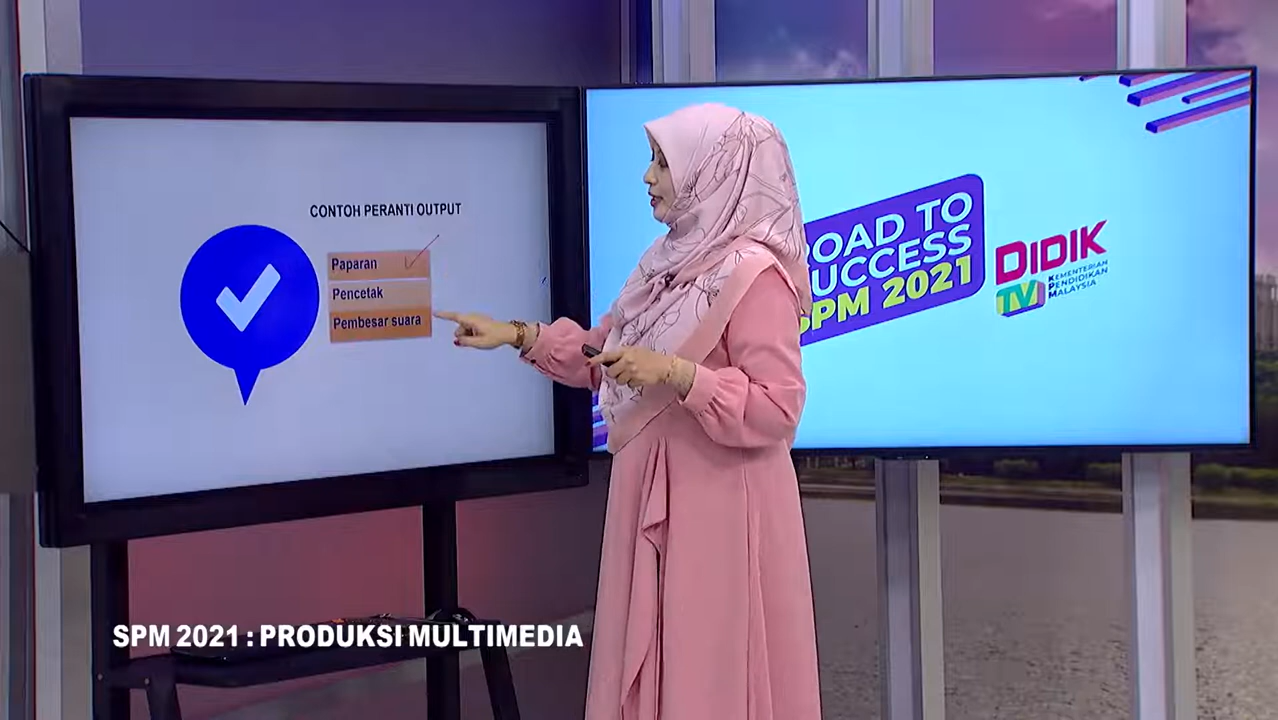 CONTOH PERANTI OUTPUT
Paparan
Pencetak
Pembesar suara
ROAD TO
SUCCESS
SPM 2021
DIDIK
TV
KEMENTERIAN
PENDIDIKAN
MALAYSIA
SPM 2021 : PRODUKSI MULTIMEDIA